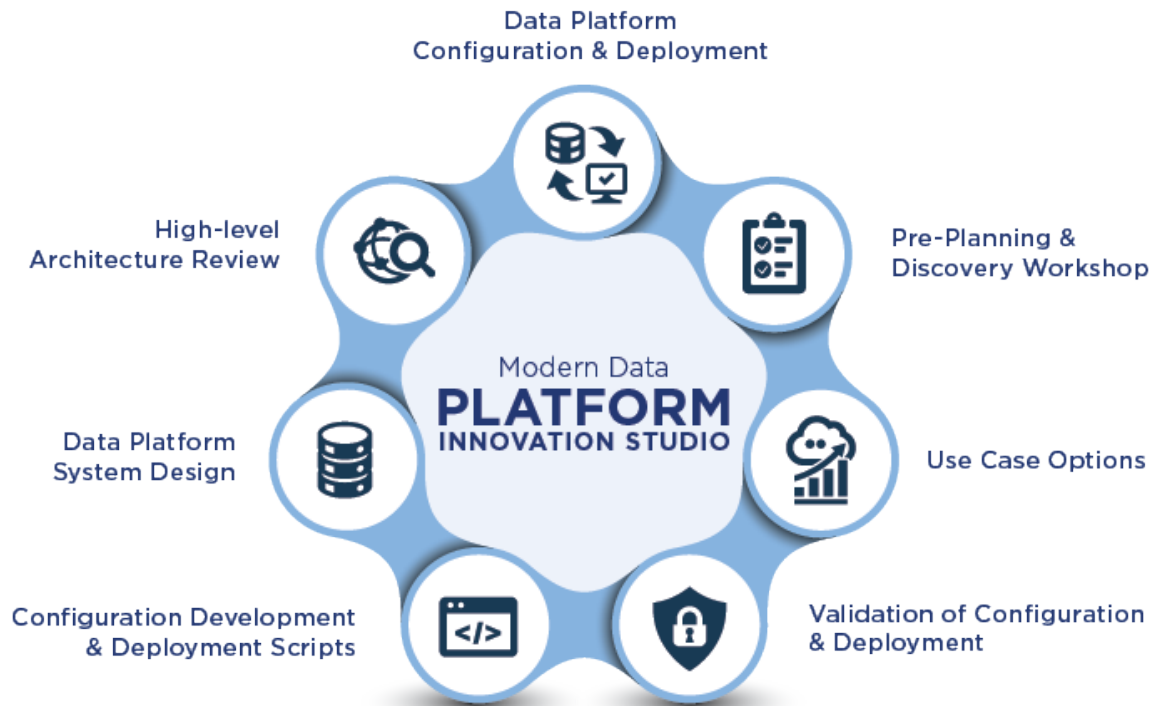 Data Platform
Configuration & Deployment
High-level
Architecture Review
Pre-Planning &
Discovery Workshop
Modern Data
PLATFORM
INNOVATION STUDIO
Data Platform
System Design
Use Case Options
Configuration Development
& Deployment Scripts
</>
Validation of Configuration
& Deployment